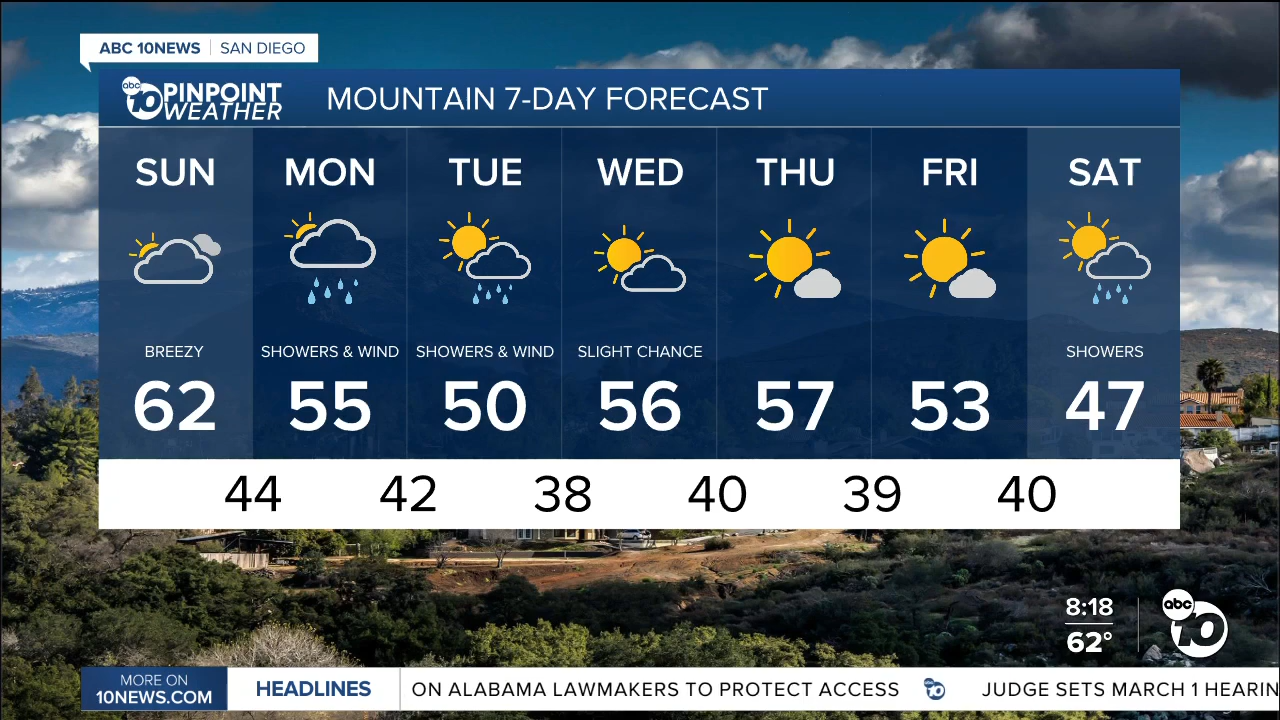 ABC 10NEWS | SAN DIEGO
abc 10 PINPOINT WEATHER
MOUNTAIN 7-DAY FORECAST
SUN MON TUE WED THU FRI SAT
BREEZY SHOWERS & WIND SHOWERS & WIND SLIGHT CHANCE SHOWERS
62 55 50 56 57 53 47
44 42 38 40 39 40
8:18
62°
abc 10
MORE ON
10NEWS.COM
HEADLINES
ON ALABAMA LAWMAKERS TO PROTECT ACCESS abc 10 JUDGE SETS MARCH 1 HEARIN